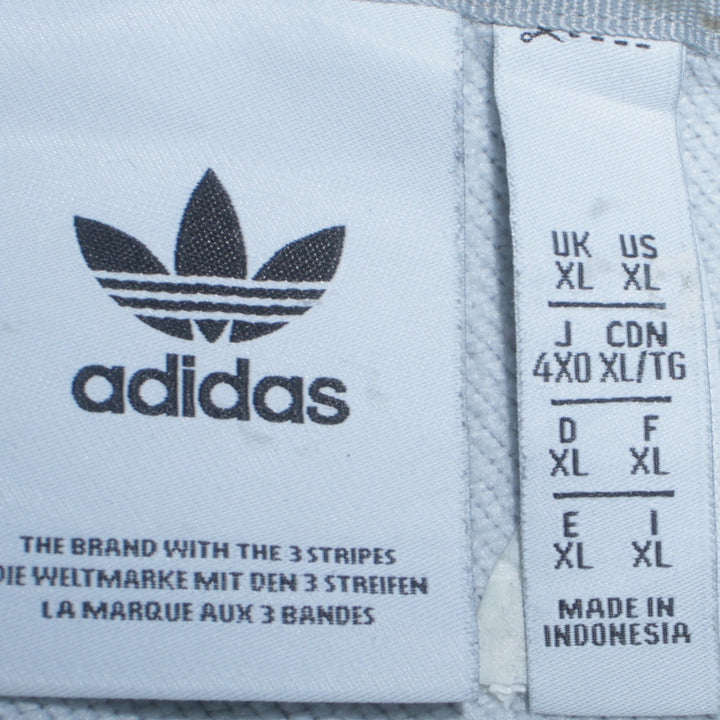 adidas
THE BRAND WITH THE 3 STRIPES
DIE WELTMARKE MIT DEN 3 STREIFEN
LA MARQUE AUX 3 BANDES
UK US
XL XL
J CDN
4XO XL/TG
D F
XL XL
E I
XL XL
MADE IN
INDONESIA